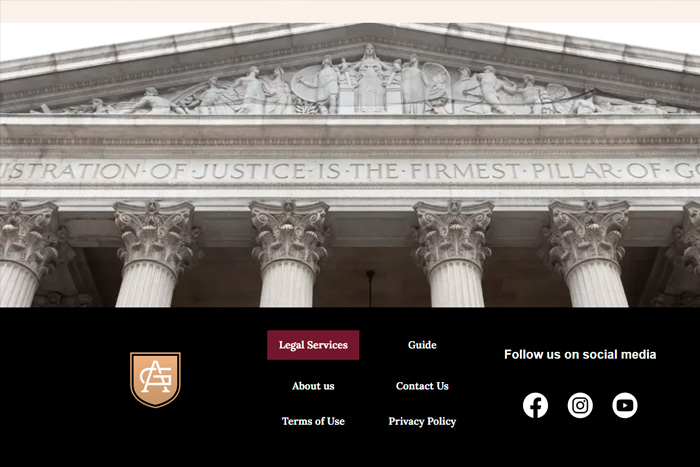 STRATION·OF·JUSTICE·IS·THE·FIRMEST·PILLAR·OF·GO
Legal Services
Guide
Follow us on social media
AG
About us
Contact Us
Terms of Use
Privacy Policy